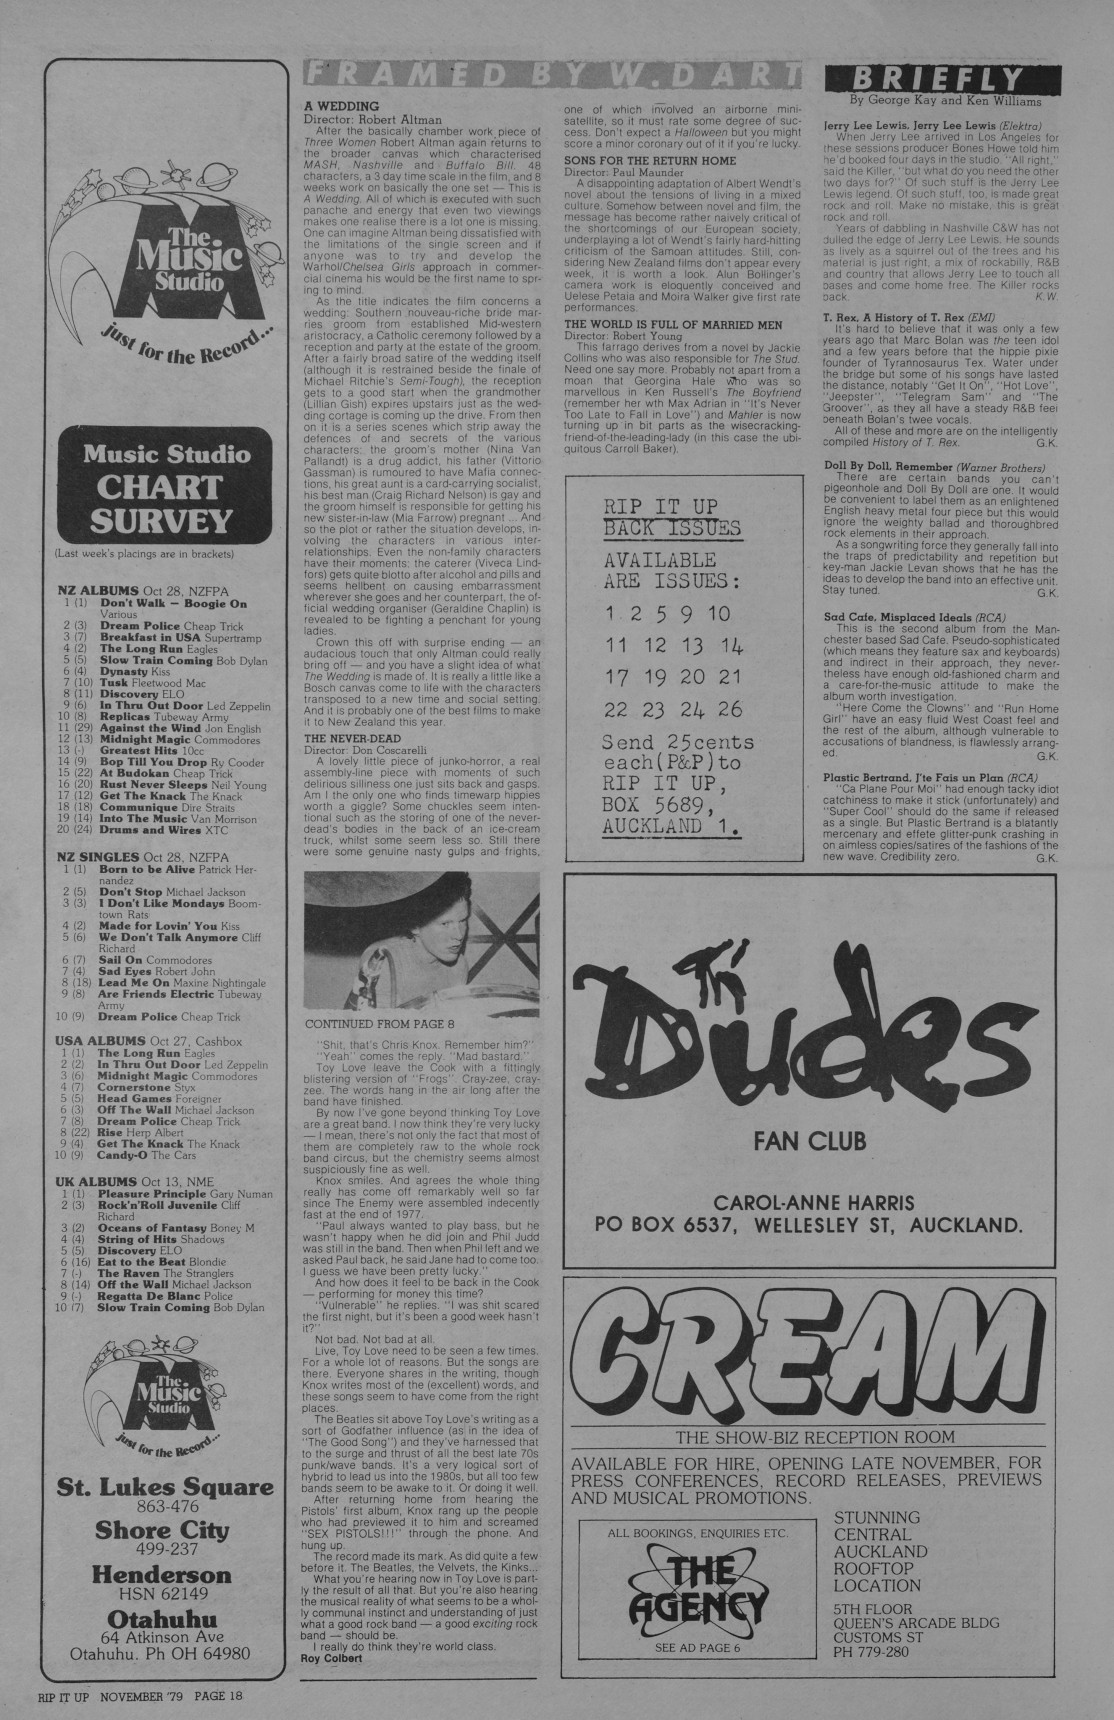 The
Music
Studio
just for the Record...
Music Studio
CHART
SURVEY
(Last week's placings are in brackets)
NZ ALBUMS Oct 28, NZFPA
1 (1) Don't Walk — Boogie On
Various
2 (3) Dream Police Cheap Trick
3 (7) Breakfast in USA Supertramp
4 (2) The Long Run Eagles
5 (5) Slow Train Coming Bob Dylan
6 (4) Dynasty Kiss
7 (10) Tusk Fleetwood Mac
8 (11) Discovery ELO
9 (6) In Thru Out Door Led Zeppelin
10 (8) Replicas Tubeway Army
11 (29) Against the Wind Jon English
12 (13) Midnight Magic Commodores
13 (-) Greatest Hits 10cc
14 (9) Bop Till You Drop Ry Cooder
15 (22) At Budokan Cheap Trick
16 (20) Rust Never Sleeps Neil Young
17 (12) Get The Knack The Knack
18 (18) Communique Dire Straits
19 (14) Into The Music Van Morrison
20 (24) Drums and Wires XTC
NZ SINGLES Oct 28, NZFPA
1 (1) Born to be Alive Patrick Her-
nandez
2 (5) Don't Stop Michael Jackson
3 (3) I Don't Like Mondays Boom-
town Rats
4 (2) Made for Lovin' You Kiss
5 (6) We Don't Talk Anymore Cliff
Richard
6 (7) Sail On Commodores
7 (4) Sad Eyes Robert John
8 (18) Lead Me On Maxine Nightingale
9 (8) Are Friends Electric Tubeway
Army
10 (9) Dream Police Cheap Trick
USA ALBUMS Oct 27, Cashbox
1 (1) The Long Run Eagles
2 (2) In Thru Out Door Led Zeppelin
3 (6) Midnight Magic Commodores
4 (7) Cornerstone Styx
5 (5) Head Games Foreigner
6 (3) Off The Wall Michael Jackson
7 (8) Dream Police Cheap Trick
8 (22) Rise Herp Albert
9 (4) Get The Knack The Knack
10 (9) Candy-O The Cars
UK ALBUMS Oct 13, NME
1 (1) Pleasure Principle Gary Numan
2 (3) Rock'n'Roll Juvenile Cliff
Richard
3 (2) Oceans of Fantasy Boney M
4 (4) String of Hits Shadows
5 (5) Discovery ELO
6 (16) Eat to the Beat Blondie
7 (-) The Raven The Stranglers
8 (14) Off the Wall Michael Jackson
9 (-) Regatta De Blanc Police
10 (7) Slow Train Coming Bob Dylan
The
Music
Studio
just for the Record...
St. Lukes Square
863-476
Shore City
499-237
Henderson
HSN 62149
Otahuhu
64 Atkinson Ave
Otahuhu. Ph OH 64980
RIP IT UP NOVEMBER '79 PAGE 18
FRAMED BY W.DART
A WEDDING
Director: Robert Altman
After the basically chamber work piece of
Three Women Robert Altman again returns to
the broader canvas which characterised
MASH, Nashville and Buffalo Bill. 48
characters, a 3 day time scale in the film, and 8
weeks work on basically the one set — This is
A Wedding. All of which is executed with such
panache and energy that even two viewings
makes one realise there is a lot one is missing.
One can imagine Altman being dissatisfied with
the limitations of the single screen and if
anyone was to try and develop the
Warhol/Chelsea Girls approach in commer-
cial cinema his would be the first name to spr-
ing to mind.
As the title indicates the film concerns a
wedding: Southern nouveau-riche bride mar-
ries groom from established Mid-western
aristocracy, a Catholic ceremony followed by a
reception and party at the estate of the groom.
After a fairly broad satire of the wedding itself
(although it is restrained beside the finale of
Michael Ritchie's Semi-Tough), the reception
gets to a good start when the grandmother
(Lillian Gish) expires upstairs just as the wed-
ding cortage is coming up the drive. From then
on it is a series scenes which strip away the
defences of and secrets of the various
characters: the groom's mother (Nina Van
Pallandt) is a drug addict, his father (Vittorio
Gassman) is rumoured to have Mafia connec-
tions, his great aunt is a card-carrying socialist,
his best man (Craig Richard Nelson) is gay and
the groom himself is responsible for getting his
new sister-in-law (Mia Farrow) pregnant ... And
so the plot or rather the situation develops, in-
volving the characters in various inter-
relationships. Even the non-family characters
have their moments: the caterer (Viveca Lind-
fors) gets quite blotto after alcohol and pills and
seems hellbent on causing embarrassment
wherever she goes and her counterpart, the of-
ficial wedding organiser (Geraldine Chaplin) is
revealed to be fighting a penchant for young
ladies.
Crown this off with surprise ending — an
audacious touch that only Altman could really
bring off — and you have a slight idea of what
The Wedding is made of. It is really a little like a
Bosch canvas come to life with the characters
transposed to a new time and social setting.
And it is probably one of the best films to make
it to New Zealand this year.
THE NEVER-DEAD
Director: Don Coscarelli
A lovely little piece of junko-horror, a real
assembly-line piece with moments of such
delirious silliness one just sits back and gasps.
Am I the only one who finds timewarp hippies
worth a giggle? Some chuckles seem inten-
tional such as the storing of one of the never-
dead's bodies in the back of an ice-cream
truck, whilst some seem less so. Still there
were some genuine nasty gulps and frights,
one of which involved an airborne mini-
satellite, so it must rate some degree of suc-
cess. Don't expect a Halloween but you might
score a minor coronary out of it if you're lucky.
SONS FOR THE RETURN HOME
Director: Paul Maunder
A disappointing adaptation of Albert Wendt's
novel about the tensions of living in a mixed
culture. Somehow between novel and film, the
message has become rather naively critical of
the shortcomings of our European society,
underplaying a lot of Wendt's fairly hard-hitting
criticism of the Samoan attitudes. Still, con-
sidering New Zealand films don't appear every
week, it is worth a look. Alun Bollinger's
camera work is eloquently conceived and
Uelese Petaia and Moira Walker give first rate
performances.
THE WORLD IS FULL OF MARRIED MEN
Director: Robert Young
This farrago derives from a novel by Jackie
Collins who was also responsible for The Stud.
Need one say more. Probably not apart from a
moan that Georgina Hale who was so
marvellous in Ken Russell's The Boyfriend
(remember her wth Max Adrian in "It's Never
Too Late to Fall in Love") and Mahler is now
turning up in bit parts as the wisecracking-
friend-of-the-leading-lady (in this case the ubi-
quitous Carroll Baker).
CONTINUED FROM PAGE 8
"Shit, that's Chris Knox. Remember him?"
"Yeah" comes the reply. "Mad bastard."
Toy Love leave the Cook with a fittingly
blistering version of "Frogs". Cray-zee, cray-
zee. The words hang in the air long after the
band have finished.
By now I've gone beyond thinking Toy Love
are a great band. I now think they're very lucky
— I mean, there's not only the fact that most of
them are completely raw to the whole rock
band circus, but the chemistry seems almost
suspiciously fine as well.
Knox smiles. And agrees the whole thing
really has come off remarkably well so far
since The Enemy were assembled indecently
fast at the end of 1977.
"Paul always wanted to play bass, but he
wasn't happy when he did join and Phil Judd
was still in the band. Then when Phil left and we
asked Paul back, he said Jane had to come too.
I guess we have been pretty lucky."
And how does it feel to be back in the Cook
— performing for money this time?
"Vulnerable" he replies. "I was shit scared
the first night, but it's been a good week hasn't
it?"
Not bad. Not bad at all.
Live, Toy Love need to be seen a few times.
For a whole lot of reasons. But the songs are
there. Everyone shares in the writing, though
Knox writes most of the (excellent) words, and
these songs seem to have come from the right
places.
The Beatles sit above Toy Love's writing as a
sort of Godfather influence (as in the idea of
"The Good Song") and they've harnessed that
to the surge and thrust of all the best late 70s
punk/wave bands. It's a very logical sort of
hybrid to lead us into the 1980s, but all too few
bands seem to be awake to it. Or doing it well.
After returning home from hearing the
Pistols' first album, Knox rang up the people
who had previewed it to him and screamed
"SEX PISTOLS!!!" through the phone. And
hung up.
The record made its mark. As did quite a few
before it. The Beatles, the Velvets, the Kinks...
What you're hearing now in Toy Love is part-
ly the result of all that. But you're also hearing
the musical reality of what seems to be a whol-
ly communal instinct and understanding of just
what a good rock band — a good exciting rock
band — should be.
I really do think they're world class.
Roy Colbert
RIP IT UP
BACK ISSUES
AVAILABLE
ARE ISSUES:
1 2 5 9 10
11 12 13 14
17 19 20 21
22 23 24 26
Send 25cents
each(P&P)to
RIP IT UP,
BOX 5689,
AUCKLAND 1.
BRIEFLY
By George Kay and Ken Williams
Jerry Lee Lewis, Jerry Lee Lewis (Elektra)
When Jerry Lee arrived in Los Angeles for
these sessions producer Bones Howe told him
he'd booked four days in the studio. "All right,"
said the Killer, "but what do you need the other
two days for?" Of such stuff is the Jerry Lee
Lewis legend. Of such stuff, too, is made great
rock and roll. Make no mistake, this is great
rock and roll.
Years of dabbling in Nashville C&W has not
dulled the edge of Jerry Lee Lewis. He sounds
as lively as a squirrel out of the trees and his
material is just right, a mix of rockabilly, R&B
and country that allows Jerry Lee to touch all
bases and come home free. The Killer rocks
back. K.W.
T. Rex, A History of T. Rex (EMI)
It's hard to believe that it was only a few
years ago that Marc Bolan was the teen idol
and a few years before that the hippie pixie
founder of Tyrannosaurus Tex. Water under
the bridge but some of his songs have lasted
the distance, notably "Get It On", "Hot Love",
"Jeepster", "Telegram Sam" and "The
Groover", as they all have a steady R&B feel
beneath Bolan's twee vocals.
All of these and more are on the intelligently
compiled History of T. Rex. G.K.
Doll By Doll, Remember (Warner Brothers)
There are certain bands you can't
pigeonhole and Doll By Doll are one. It would
be convenient to label them as an enlightened
English heavy metal four piece but this would
ignore the weighty ballad and thoroughbred
rock elements in their approach.
As a songwriting force they generally fall into
the traps of predictability and repetition but
key-man Jackie Levan shows that he has the
ideas to develop the band into an effective unit.
Stay tuned. G.K.
Sad Cafe, Misplaced Ideals (RCA)
This is the second album from the Man-
chester based Sad Cafe. Pseudo-sophisticated
(which means they feature sax and keyboards)
and indirect in their approach, they never-
theless have enough old-fashioned charm and
a care-for-the-music attitude to make the
album worth investigation.
"Here Come the Clowns" and "Run Home
Girl" have an easy fluid West Coast feel and
the rest of the album, although vulnerable to
accusations of blandness, is flawlessly arrang-
ed. G.K.
Plastic Bertrand, J'te Fais un Plan (RCA)
"Ca Plane Pour Moi" had enough tacky idiot
catchiness to make it stick (unfortunately) and
"Super Cool" should do the same if released
as a single. But Plastic Bertrand is a blantantly
mercenary and effete glitter-punk crashing in
on aimless copies/satires of the fashions of the
new wave. Credibility zero. G.K.
Th' Dudes
FAN CLUB
CAROL-ANNE HARRIS
PO BOX 6537, WELLESLEY ST, AUCKLAND.
CREAM
THE SHOW-BIZ RECEPTION ROOM
AVAILABLE FOR HIRE, OPENING LATE NOVEMBER, FOR
PRESS CONFERENCES, RECORD RELEASES, PREVIEWS
AND MUSICAL PROMOTIONS.
ALL BOOKINGS, ENQUIRIES ETC.
THE
AGENCY
SEE AD PAGE 6
STUNNING
CENTRAL
AUCKLAND
ROOFTOP
LOCATION
5TH FLOOR
QUEEN'S ARCADE BLDG
CUSTOMS ST
PH 779-280